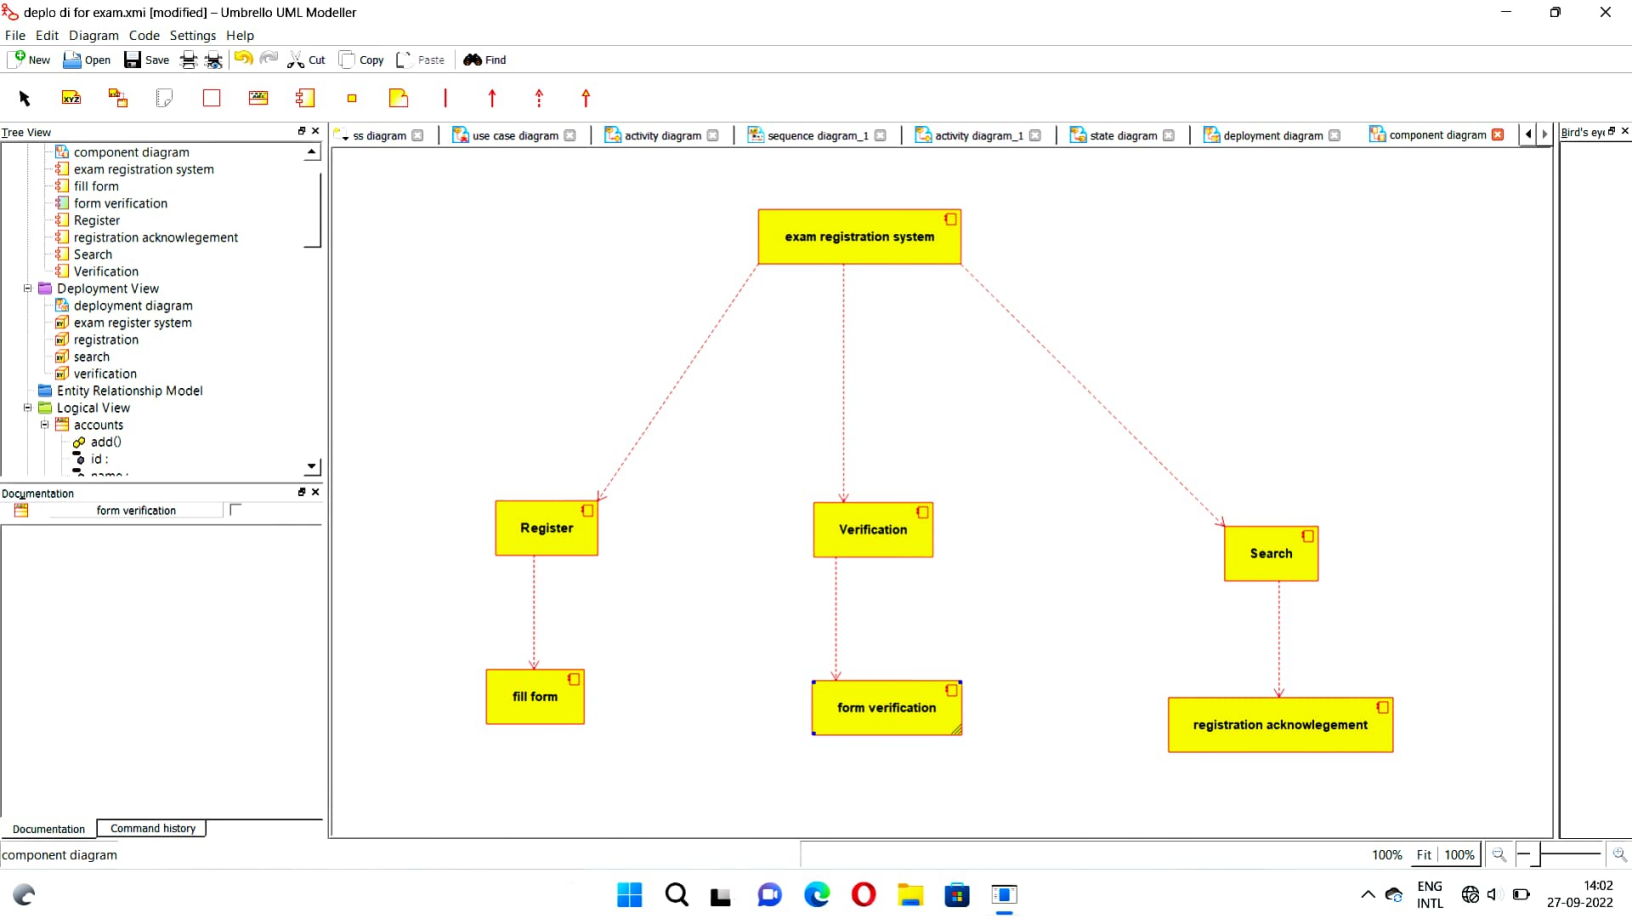 deplo di for exam.xmi [modified] – Umbrello UML Modeller
File Edit Diagram Code Settings Help
New Open Save Cut Copy Paste Find
XYZ
Tree View
ss diagram use case diagram activity diagram sequence diagram_1 activity diagram_1 state diagram deployment diagram component diagram
Bird's eye
component diagram
exam registration system
fill form
form verification
Register
registration acknowlegement
Search
Verification
Deployment View
deployment diagram
exam register system
registration
search
verification
Entity Relationship Model
Logical View
accounts
add()
id :
name :
Documentation
form verification
Documentation Command history
exam registration system
Register
Verification
Search
fill form
form verification
registration acknowlegement
component diagram
100% Fit 100%
ENG
INTL
14:02
27-09-2022